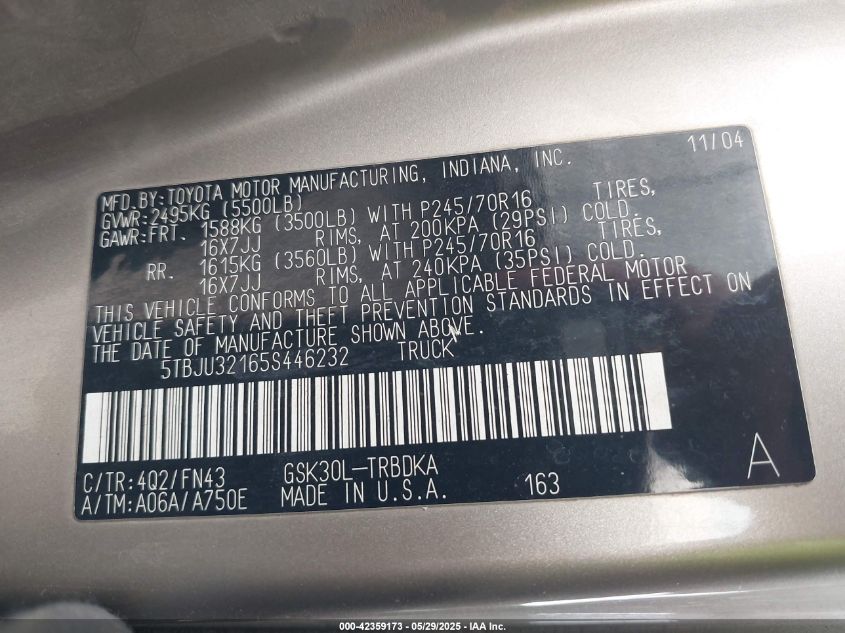 11/04
MFD.BY:TOYOTA MOTOR MANUFACTURING, INDIANA, INC.
GVWR:2495KG (5500LB)
GAWR:FRT. 1588KG (3500LB) WITH P245/70R16 TIRES,
16X7JJ RIMS, AT 200KPA (29PSI) COLD.
RR. 1615KG (3560LB) WITH P245/70R16 TIRES,
16X7JJ RIMS, AT 240KPA (35PSI) COLD.
THIS VEHICLE CONFORMS TO ALL APPLICABLE FEDERAL MOTOR
VEHICLE SAFETY AND THEFT PREVENTION STANDARDS IN EFFECT ON
THE DATE OF MANUFACTURE SHOWN ABOVE.
5TBJU32165S446232 TRUCK
C/TR:4Q2/FN43 GSK30L-TRBDKA
A/TM:A06A/A750E MADE IN U.S.A. 163
A
000-42359173 - 05/29/2025 - IAA Inc.